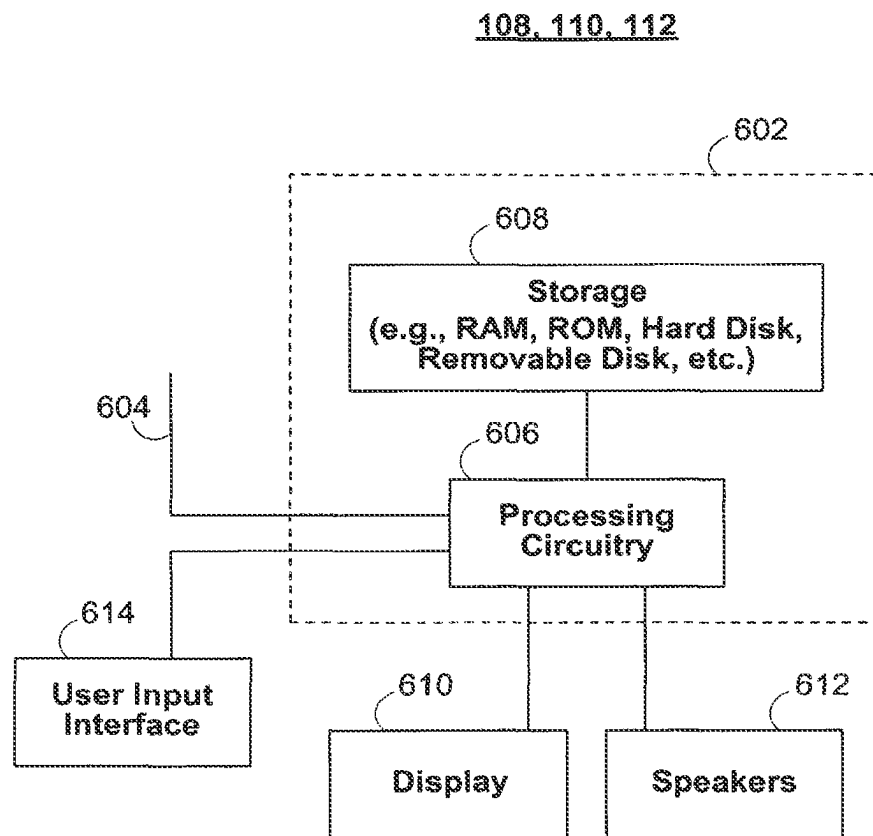 108, 110, 112
602
608
Storage
(e.g., RAM, ROM, Hard Disk,
Removable Disk, etc.)
604
606
Processing
Circuitry
614
User Input
Interface
610
Display
612
Speakers